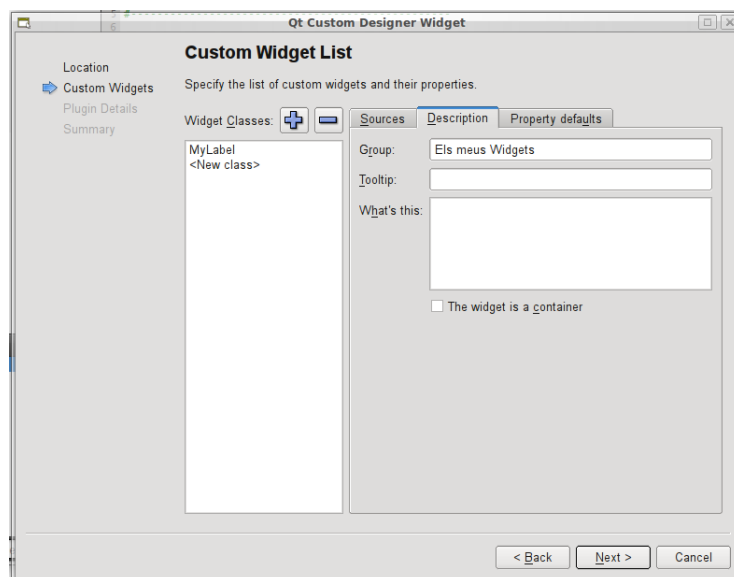 Qt Custom Designer Widget
Location
Custom Widgets
Plugin Details
Summary
Custom Widget List
Specify the list of custom widgets and their properties.
Widget Classes:
MyLabel
<New class>
Sources Description Property defaults
Group: Els meus Widgets
Tooltip:
What's this:
The widget is a container
< Back Next > Cancel